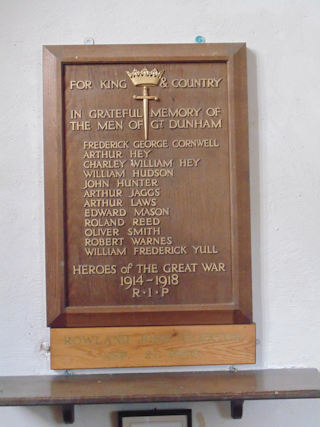 FOR KING & COUNTRY
IN GRATEFUL MEMORY OF
THE MEN OF GT DUNHAM
FREDERICK GEORGE CORNWELL
ARTHUR HEY
CHARLEY WILLIAM HEY
WILLIAM HUDSON
JOHN HUNTER
ARTHUR JAGGS
ARTHUR LAWS
EDWARD MASON
ROLAND REED
OLIVER SMITH
ROBERT WARNES
WILLIAM FREDERICK YULL
HEROES of THE GREAT WAR
1914-1918
R·I·P
ROWLAND